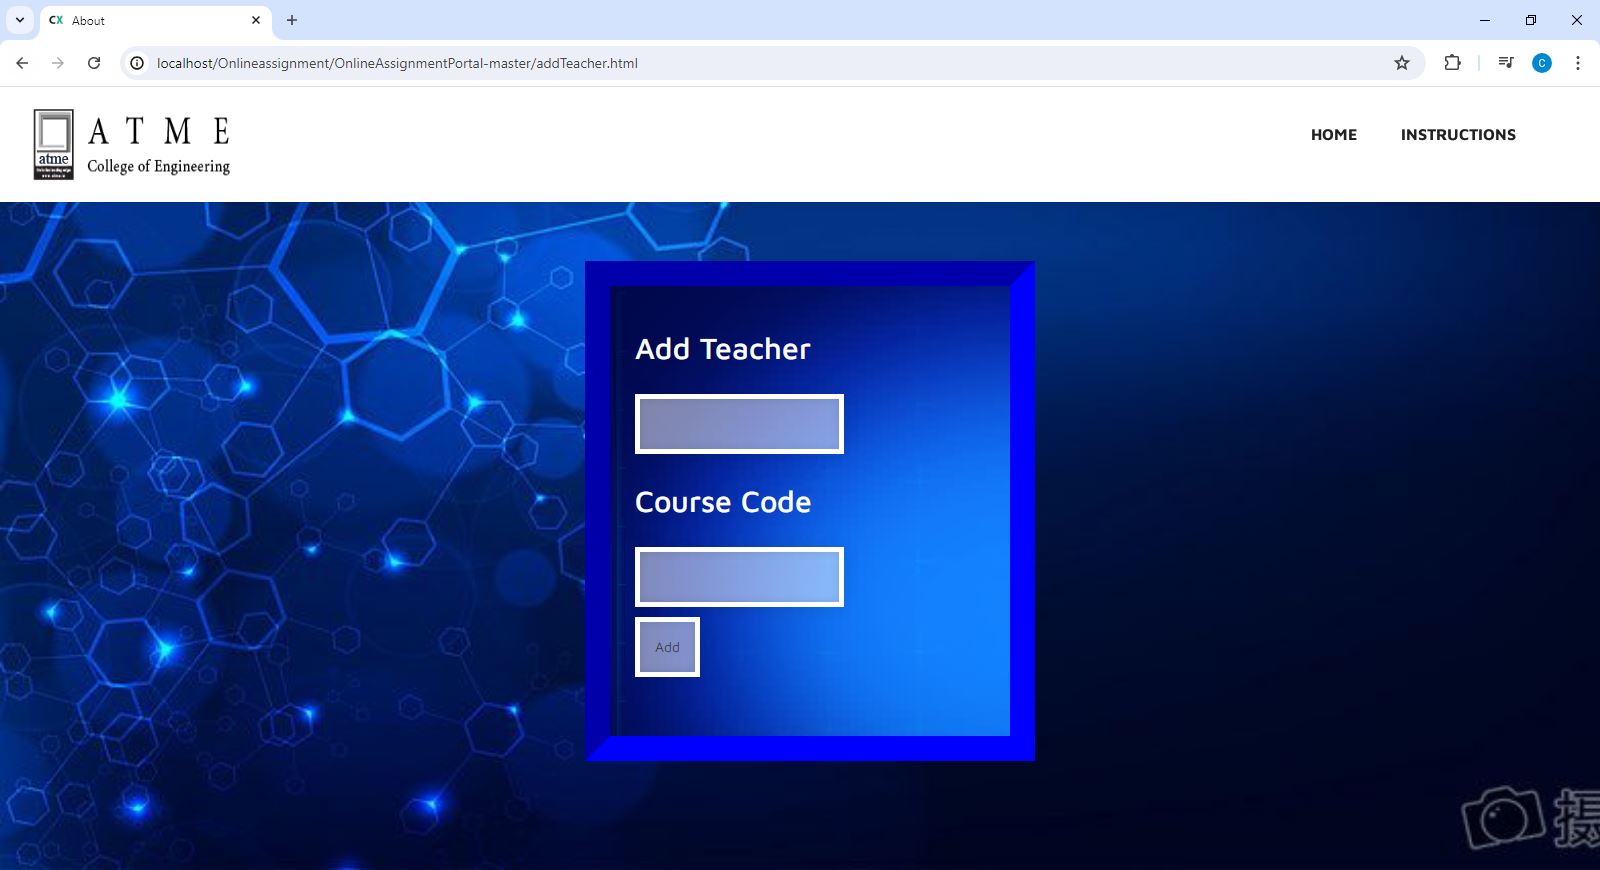 CX About
localhost/Onlineassignment/OnlineAssignmentPortal-master/addTeacher.html
C
atme
A T M E
College of Engineering
HOME INSTRUCTIONS
Add Teacher
Course Code
Add
摄